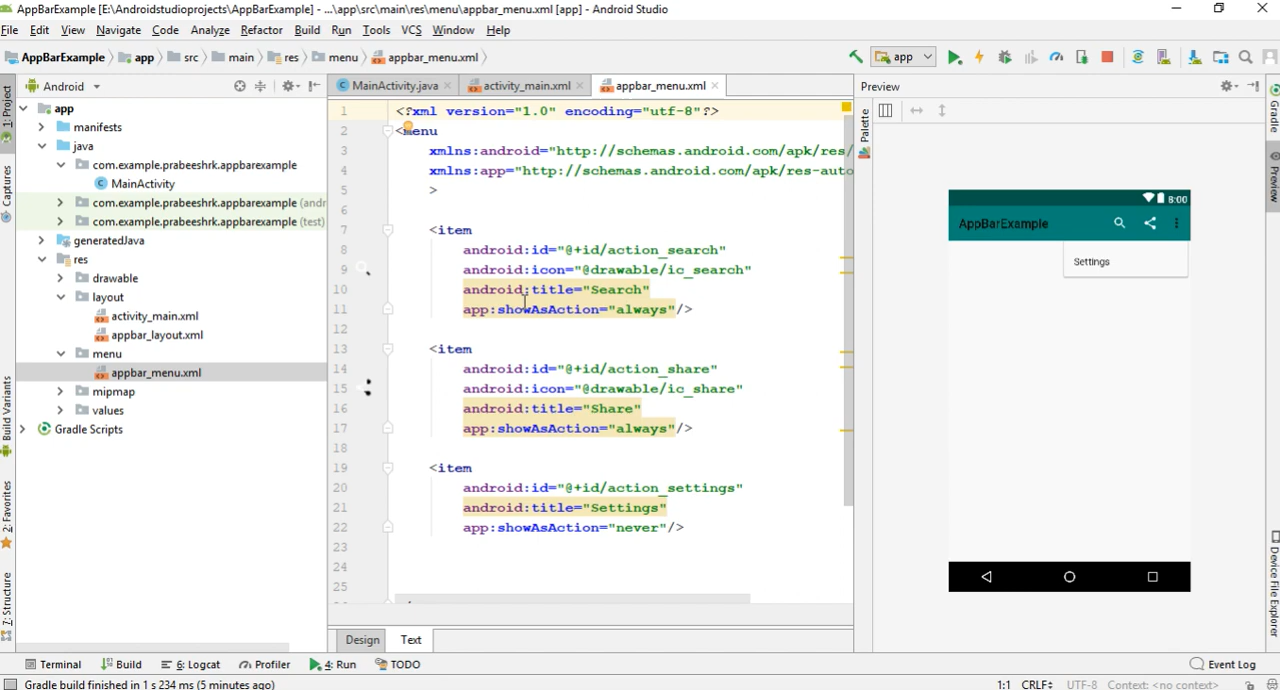 AppBarExample [E:\Androidstudioprojects\AppBarExample] - ...\app\src\main\res\menu\appbar_menu.xml [app] - Android Studio
File Edit View Navigate Code Analyze Refactor Build Run Tools VCS Window Help
AppBarExample app src main res menu appbar_menu.xml app
Android
MainActivity.java activity_main.xml appbar_menu.xml
Preview
1: Project
Captures
Build Variants
2: Favorites
7: Structure
app
manifests
java
com.example.prabeeshrk.appbarexample
MainActivity
com.example.prabeeshrk.appbarexample (andr
com.example.prabeeshrk.appbarexample (test)
generatedJava
res
drawable
layout
activity_main.xml
appbar_layout.xml
menu
appbar_menu.xml
mipmap
values
Gradle Scripts
1 <?xml version="1.0" encoding="utf-8"?>
2 <menu
3 xmlns:android="http://schemas.android.com/apk/res/
4 xmlns:app="http://schemas.android.com/apk/res-auto
5 >
6
7 <item
8 android:id="@+id/action_search"
9 android:icon="@drawable/ic_search"
10 android:title="Search"
11 app:showAsAction="always"/>
12
13 <item
14 android:id="@+id/action_share"
15 android:icon="@drawable/ic_share"
16 android:title="Share"
17 app:showAsAction="always"/>
18
19 <item
20 android:id="@+id/action_settings"
21 android:title="Settings"
22 app:showAsAction="never"/>
23
24
25
Design Text
Palette
8:00
AppBarExample
Settings
Gradle
Preview
Device File Explorer
Terminal Build 6: Logcat Profiler 4: Run TODO Event Log
Gradle build finished in 1 s 234 ms (5 minutes ago) 1:1 CRLF UTF-8 Context: <no context>